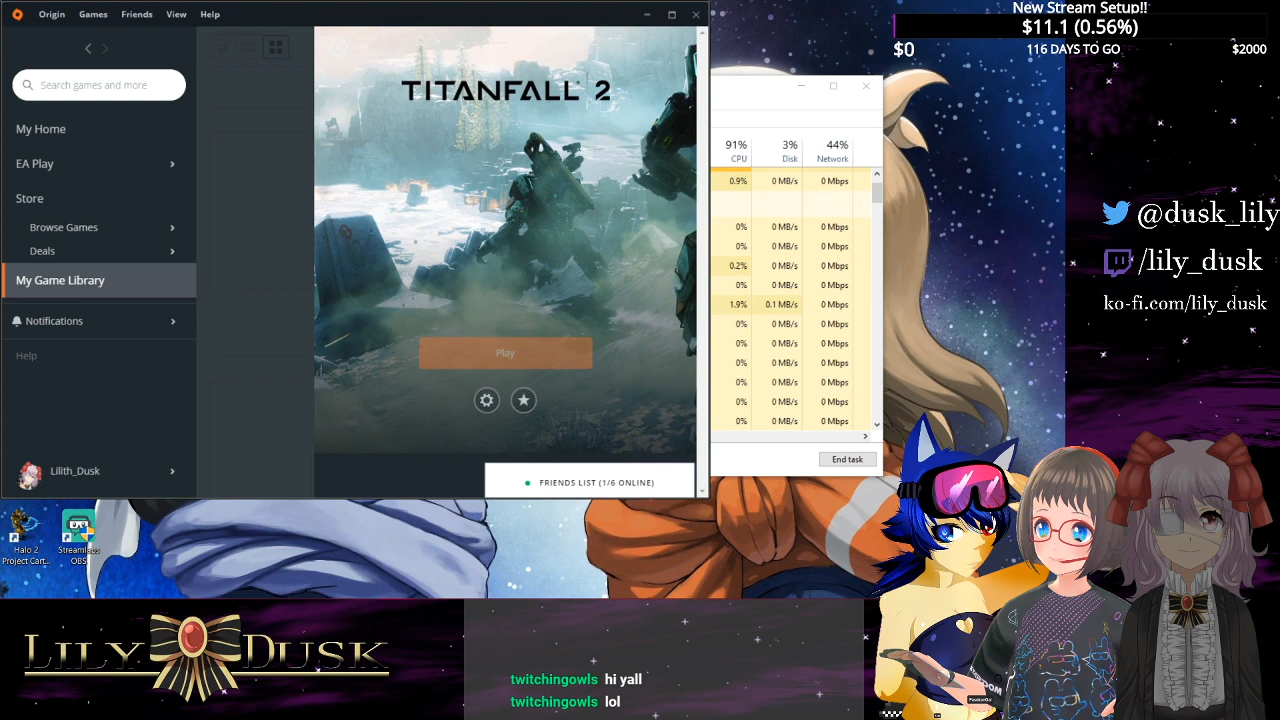 Origin Games Friends View Help
Search games and more
My Home
EA Play
Store
Browse Games
Deals
My Game Library
Notifications
Help
Lilith_Dusk
TITANFALL 2
Play
FRIENDS LIST (1/6 ONLINE)
91% 3% 44%
CPU Disk Network
0.9% 0 MB/s 0 Mbps
0% 0 MB/s 0 Mbps
0% 0 MB/s 0 Mbps
0.2% 0 MB/s 0 Mbps
0% 0 MB/s 0 Mbps
1.9% 0.1 MB/s 0 Mbps
0% 0 MB/s 0 Mbps
0% 0 MB/s 0 Mbps
0% 0 MB/s 0 Mbps
0% 0 MB/s 0 Mbps
0% 0 MB/s 0 Mbps
0% 0 MB/s 0 Mbps
End task
New Stream Setup!!
$11.1 (0.56%)
$0 116 DAYS TO GO $2000
@dusk_lily
/lily_dusk
ko-fi.com/lily_dusk
Halo 2
Project Cart...
Streamlabs
OBS
LILY DUSK
twitchingowls hi yall
twitchingowls lol